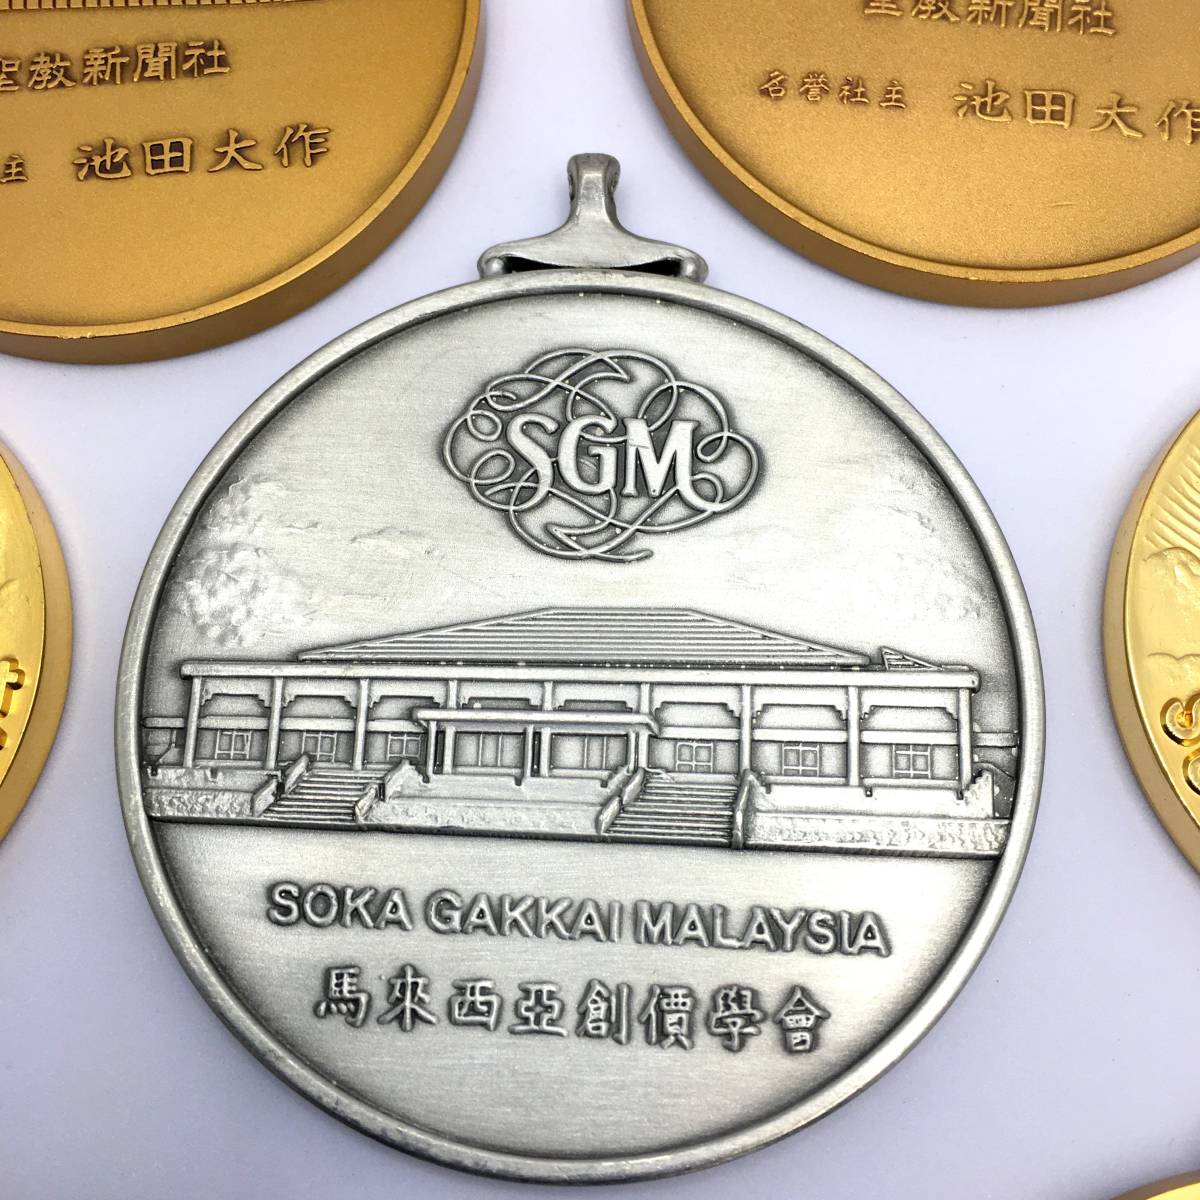 聖教新聞社
主 池田大作
聖教新聞社
名誉社主 池田大作
SGM
SOKA GAKKAI MALAYSIA
馬來西亞創價學會